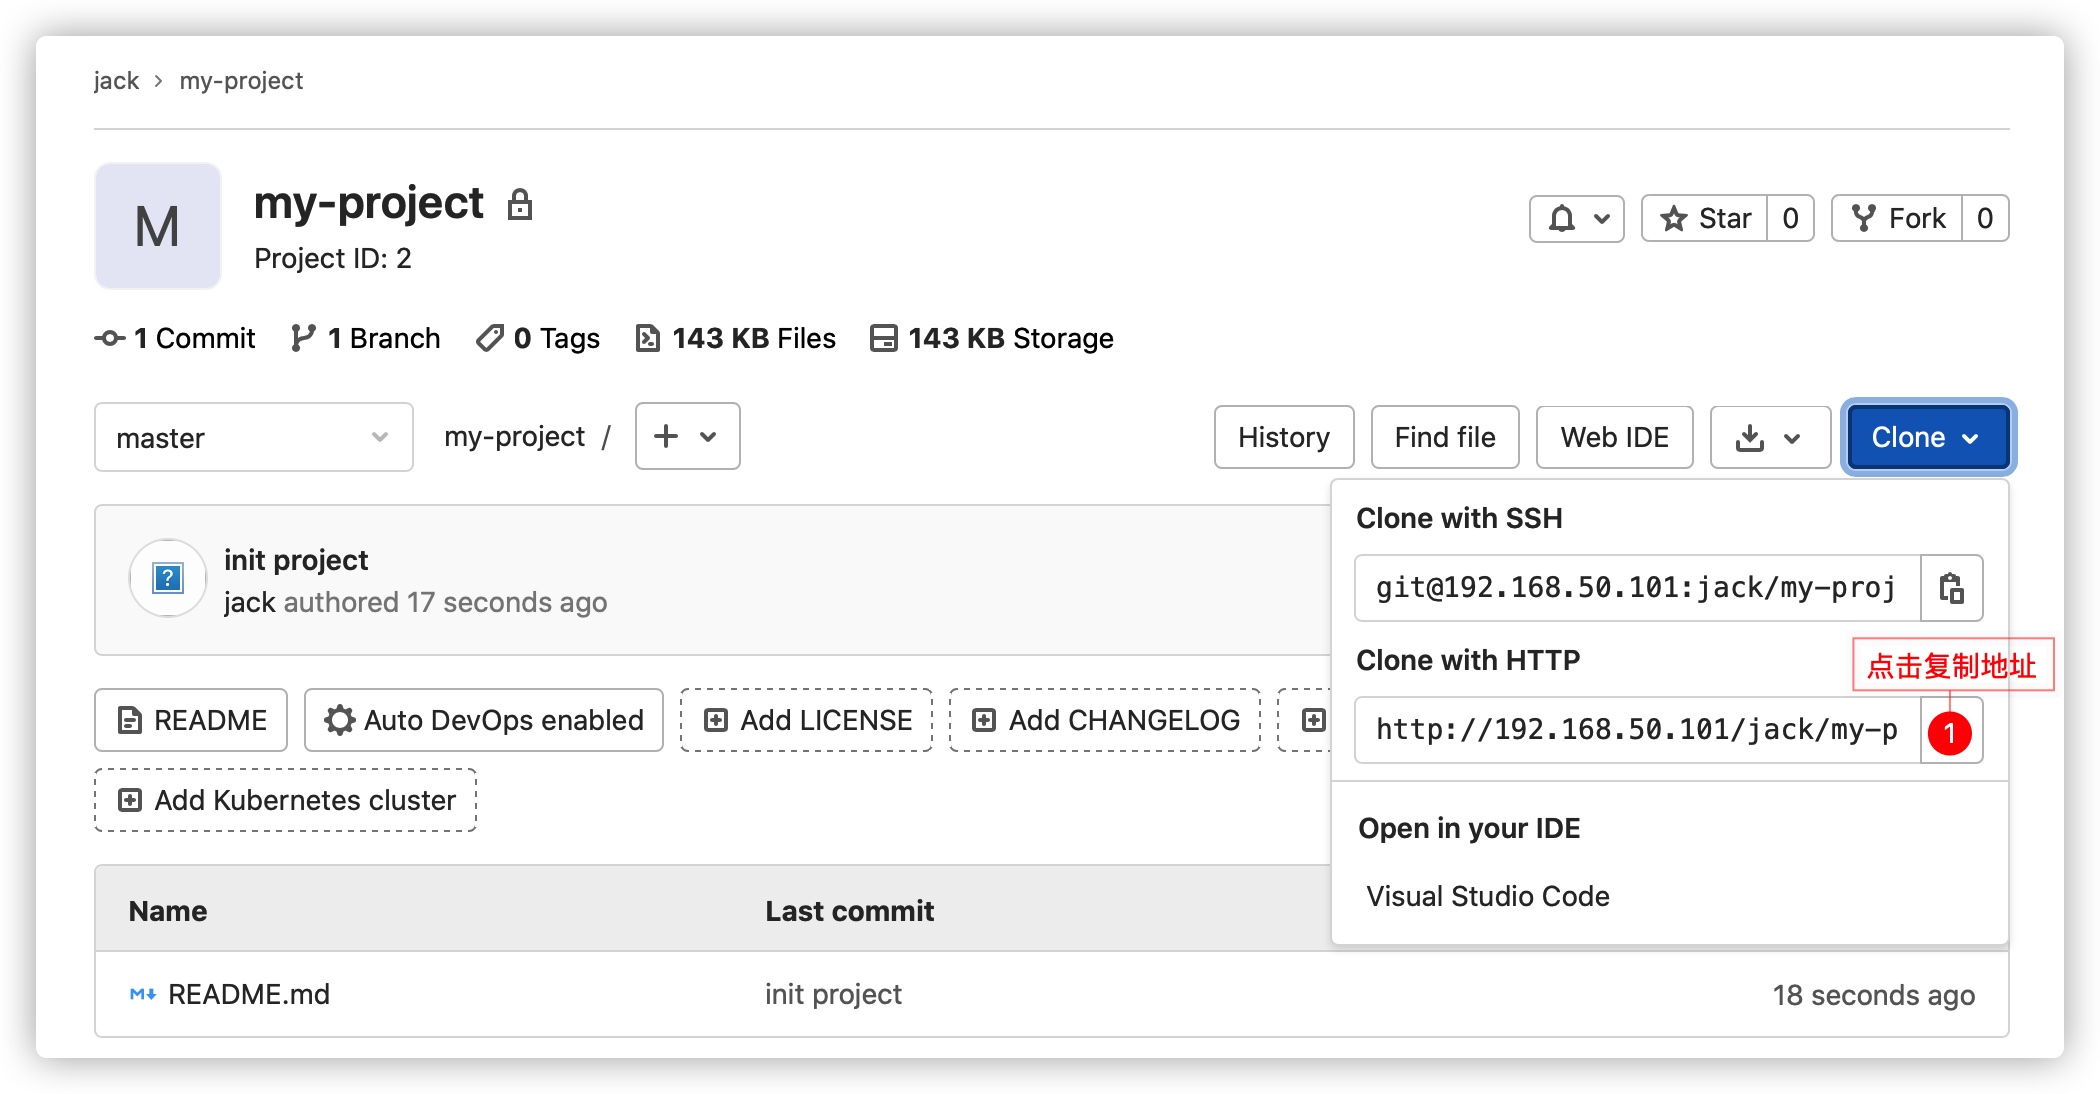 jack > my-project
M
my-project
Project ID: 2
Star 0
Fork 0
1 Commit 1 Branch 0 Tags 143 KB Files 143 KB Storage
master
my-project /
History
Find file
Web IDE
Clone
init project
jack authored 17 seconds ago
Clone with SSH
git@192.168.50.101:jack/my-proj
Clone with HTTP
点击复制地址
http://192.168.50.101/jack/my-p
1
README
Auto DevOps enabled
Add LICENSE
Add CHANGELOG
Add Kubernetes cluster
Open in your IDE
Visual Studio Code
Name Last commit
README.md init project 18 seconds ago